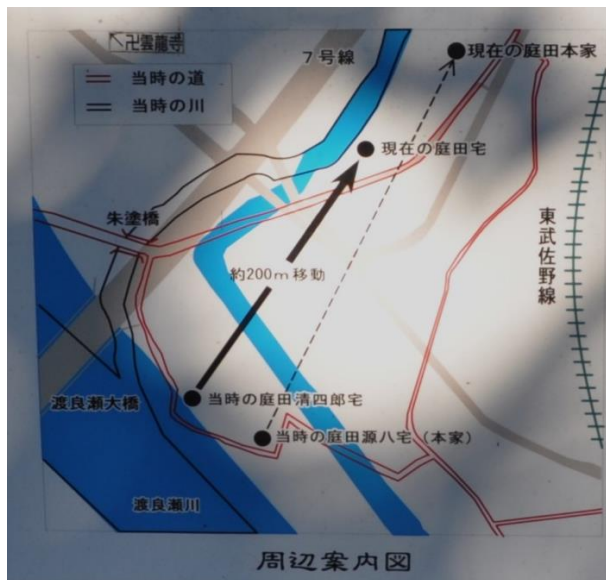 卍雲龍寺
7号線
現在の庭田本家
当時の道
当時の川
現在の庭田宅
朱塗橋
東武佐野線
約200m移動
当時の庭田清四郎宅
渡良瀬大橋
当時の庭田源八宅（本家）
渡良瀬川
周辺案内図